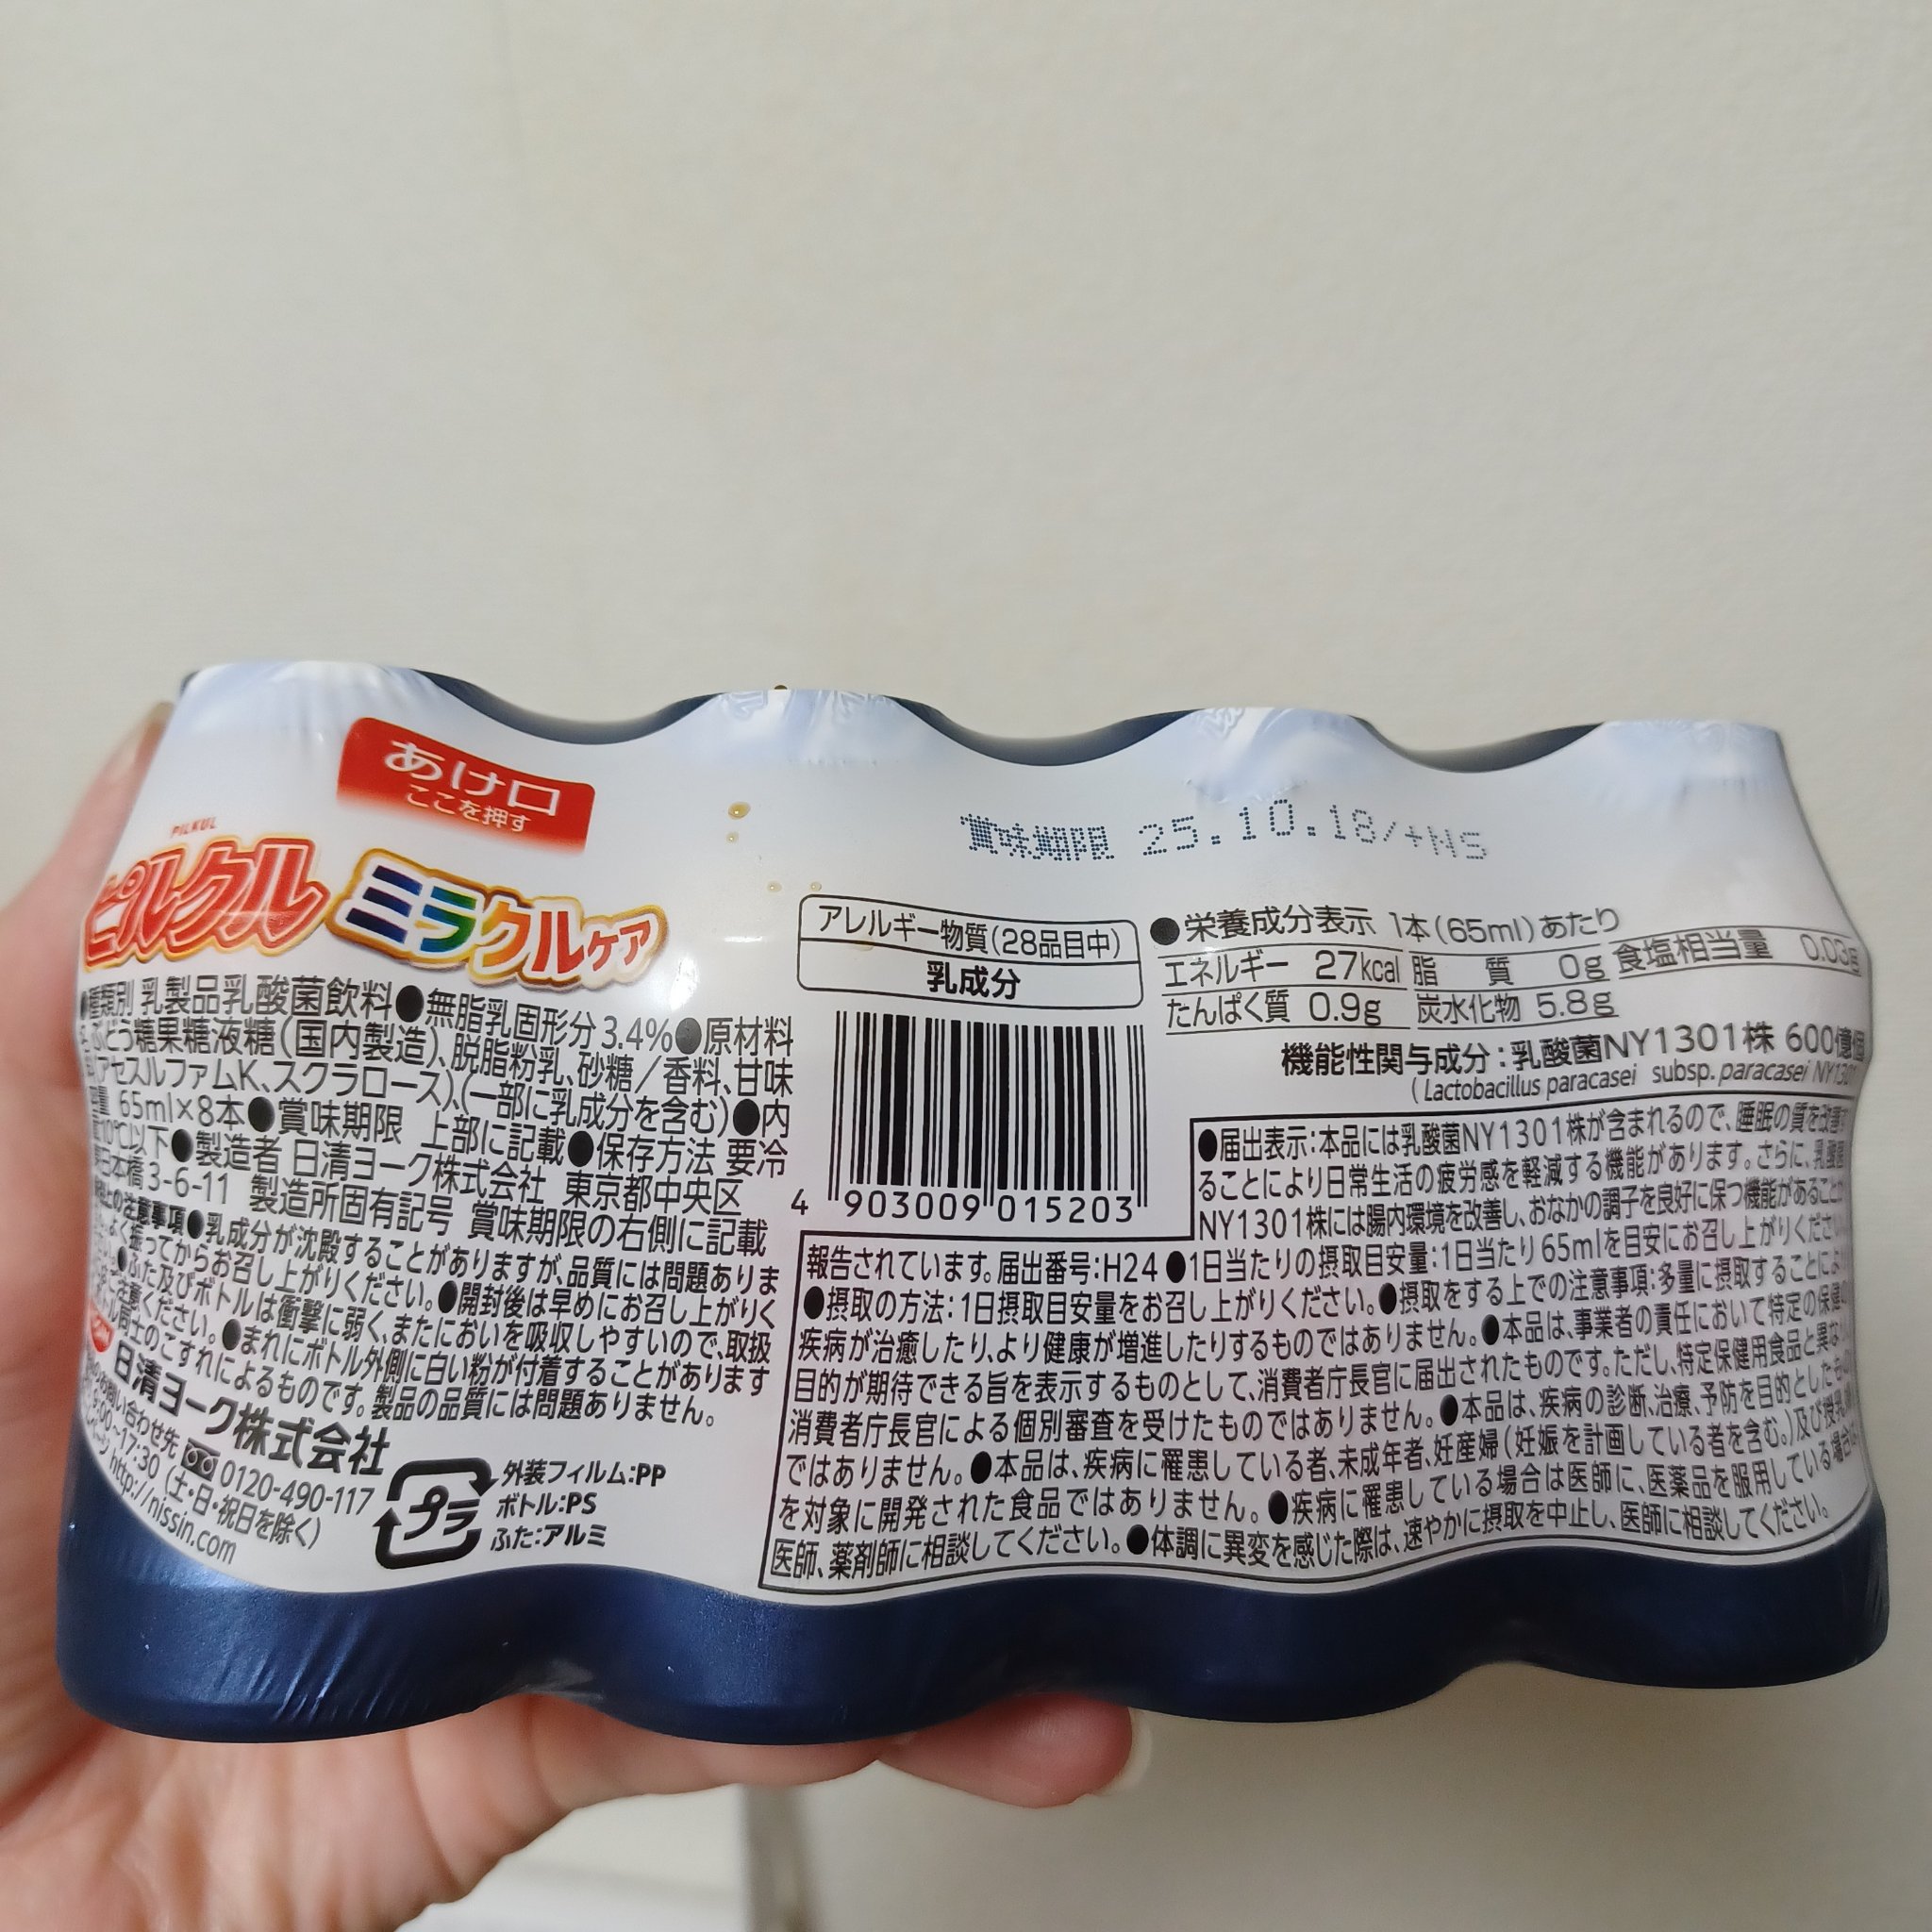 あけ口
ここを押す
PILKUL
ピルクル ミラクルケア
賞味期限 25.10.18/+NS
●種類別 乳製品乳酸菌飲料●無脂乳固形分 3.4%●原材料
ぶどう糖果糖液糖(国内製造)、脱脂粉乳、砂糖/香料、甘味
(アセスルファムK、スクラロース)、(一部に乳成分を含む)●内
量 65ml×8本●賞味期限 上部に記載●保存方法 要冷
10℃以下●製造者 日清ヨーク株式会社 東京都中央区
日本橋3-6-11 製造所固有記号 賞味期限の右側に記載
上の注意事項●乳成分が沈殿することがありますが、品質には問題ありま
よく振ってからお召し上がりください。●開封後は早めにお召し上がりく
●ふた及びボトルは衝撃に弱く、またにおいを吸収しやすいので、取扱
注意ください。●まれにボトル外側に白い粉が付着することがあります
ボトル同士のこすれによるものです。製品の品質には問題ありません。
日清ヨーク株式会社
お問い合わせ先 0120-490-117
9:00~17:30(土・日・祝日を除く)
http://nissin.com
プラ
外装フィルム:PP
ボトル:PS
ふた:アルミ
アレルギー物質(28品目中)
乳成分
4 903009 015203
●栄養成分表示 1本(65ml)あたり
エネルギー 27kcal 脂質 0g 食塩相当量 0.03g
たんぱく質 0.9g 炭水化物 5.8g
機能性関与成分:乳酸菌NY1301株 600億個
(Lactobacillus paracasei subsp. paracasei NY1301
●届出表示:本品には乳酸菌NY1301株が含まれるので、睡眠の質を改善す
ることにより日常生活の疲労感を軽減する機能があります。さらに、乳酸菌
NY1301株には腸内環境を改善し、おなかの調子を良好に保つ機能があることが
報告されています。届出番号:H24 ●1日当たりの摂取目安量:1日当たり65mlを目安にお召し上がりください
●摂取の方法:1日摂取目安量をお召し上がりください。●摂取をする上での注意事項:多量に摂取することによ
疾病が治癒したり、より健康が増進したりするものではありません。●本品は、事業者の責任において特定の保健の
目的が期待できる旨を表示するものとして、消費者庁長官に届出されたものです。ただし、特定保健用食品と異な
消費者庁長官による個別審査を受けたものではありません。●本品は、疾病の診断、治療、予防を目的としたもの
ではありません。●本品は、疾病に罹患している者、未成年者、妊産婦(妊娠を計画している者を含む。)及び授乳
を対象に開発された食品ではありません。●疾病に罹患している場合は医師に、医薬品を服用している場合は
医師、薬剤師に相談してください。●体調に異変を感じた際は、速やかに摂取を中止し、医師に相談してください。